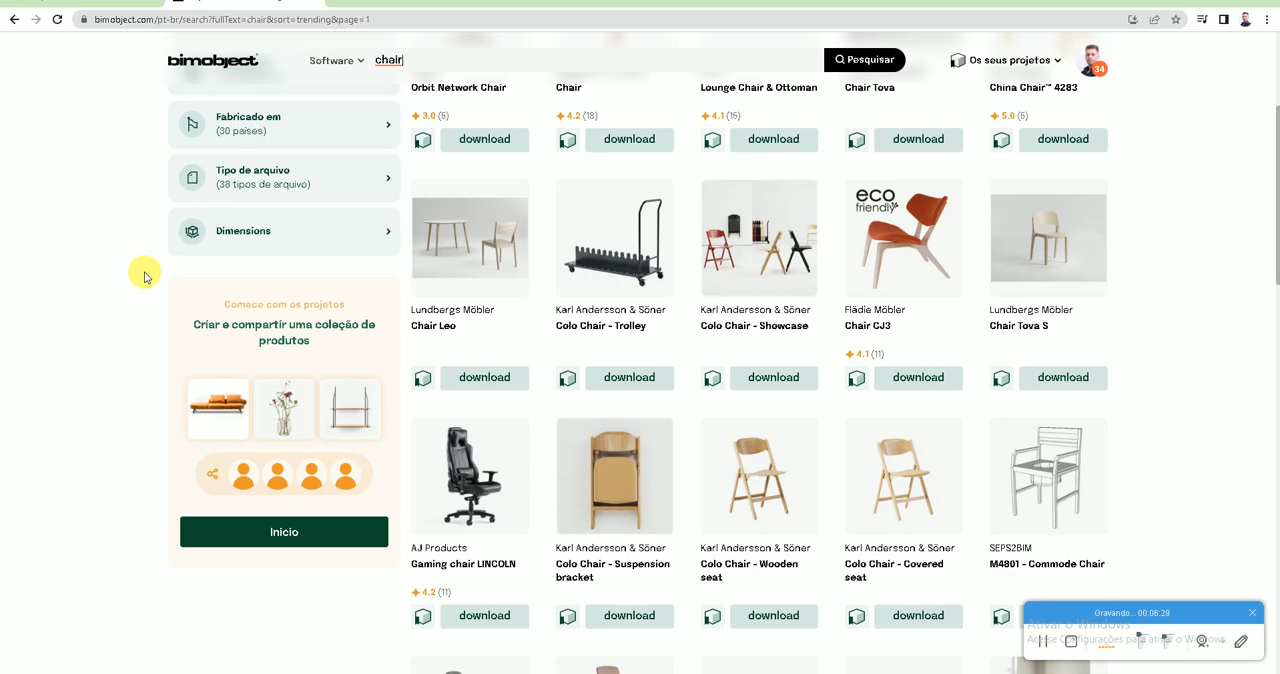 bimobject.com/pt-br/search?fullText=chair&sort=trending&page=1
bimobject
Software
chair
Pesquisar
Os seus projetos
34
Orbit Network Chair
Chair
Lounge Chair & Ottoman
Chair Tova
China Chair™ 4283
3.0 (5)
4.2 (18)
4.1 (15)
5.0 (5)
download
download
download
download
download
Fabricado em
(30 países)
Tipo de arquivo
(38 tipos de arquivo)
Dimensions
eco
friendly
Lundbergs Möbler
Chair Leo
Karl Andersson & Söner
Colo Chair - Trolley
Karl Andersson & Söner
Colo Chair - Showcase
Flädie Möbler
Chair CJ3
4.1 (11)
Lundbergs Möbler
Chair Tova S
download
download
download
download
download
Comece com os projetos
Criar e compartir uma coleção de
produtos
Inicio
AJ Products
Gaming chair LINCOLN
4.2 (11)
Karl Andersson & Söner
Colo Chair - Suspension
bracket
Karl Andersson & Söner
Colo Chair - Wooden
seat
Karl Andersson & Söner
Colo Chair - Covered
seat
SEPS2BIM
M4801 - Commode Chair
download
download
download
download
Gravando... 00:06:29
Ativar o Windows
Acesse Configurações para ativar o Windows.